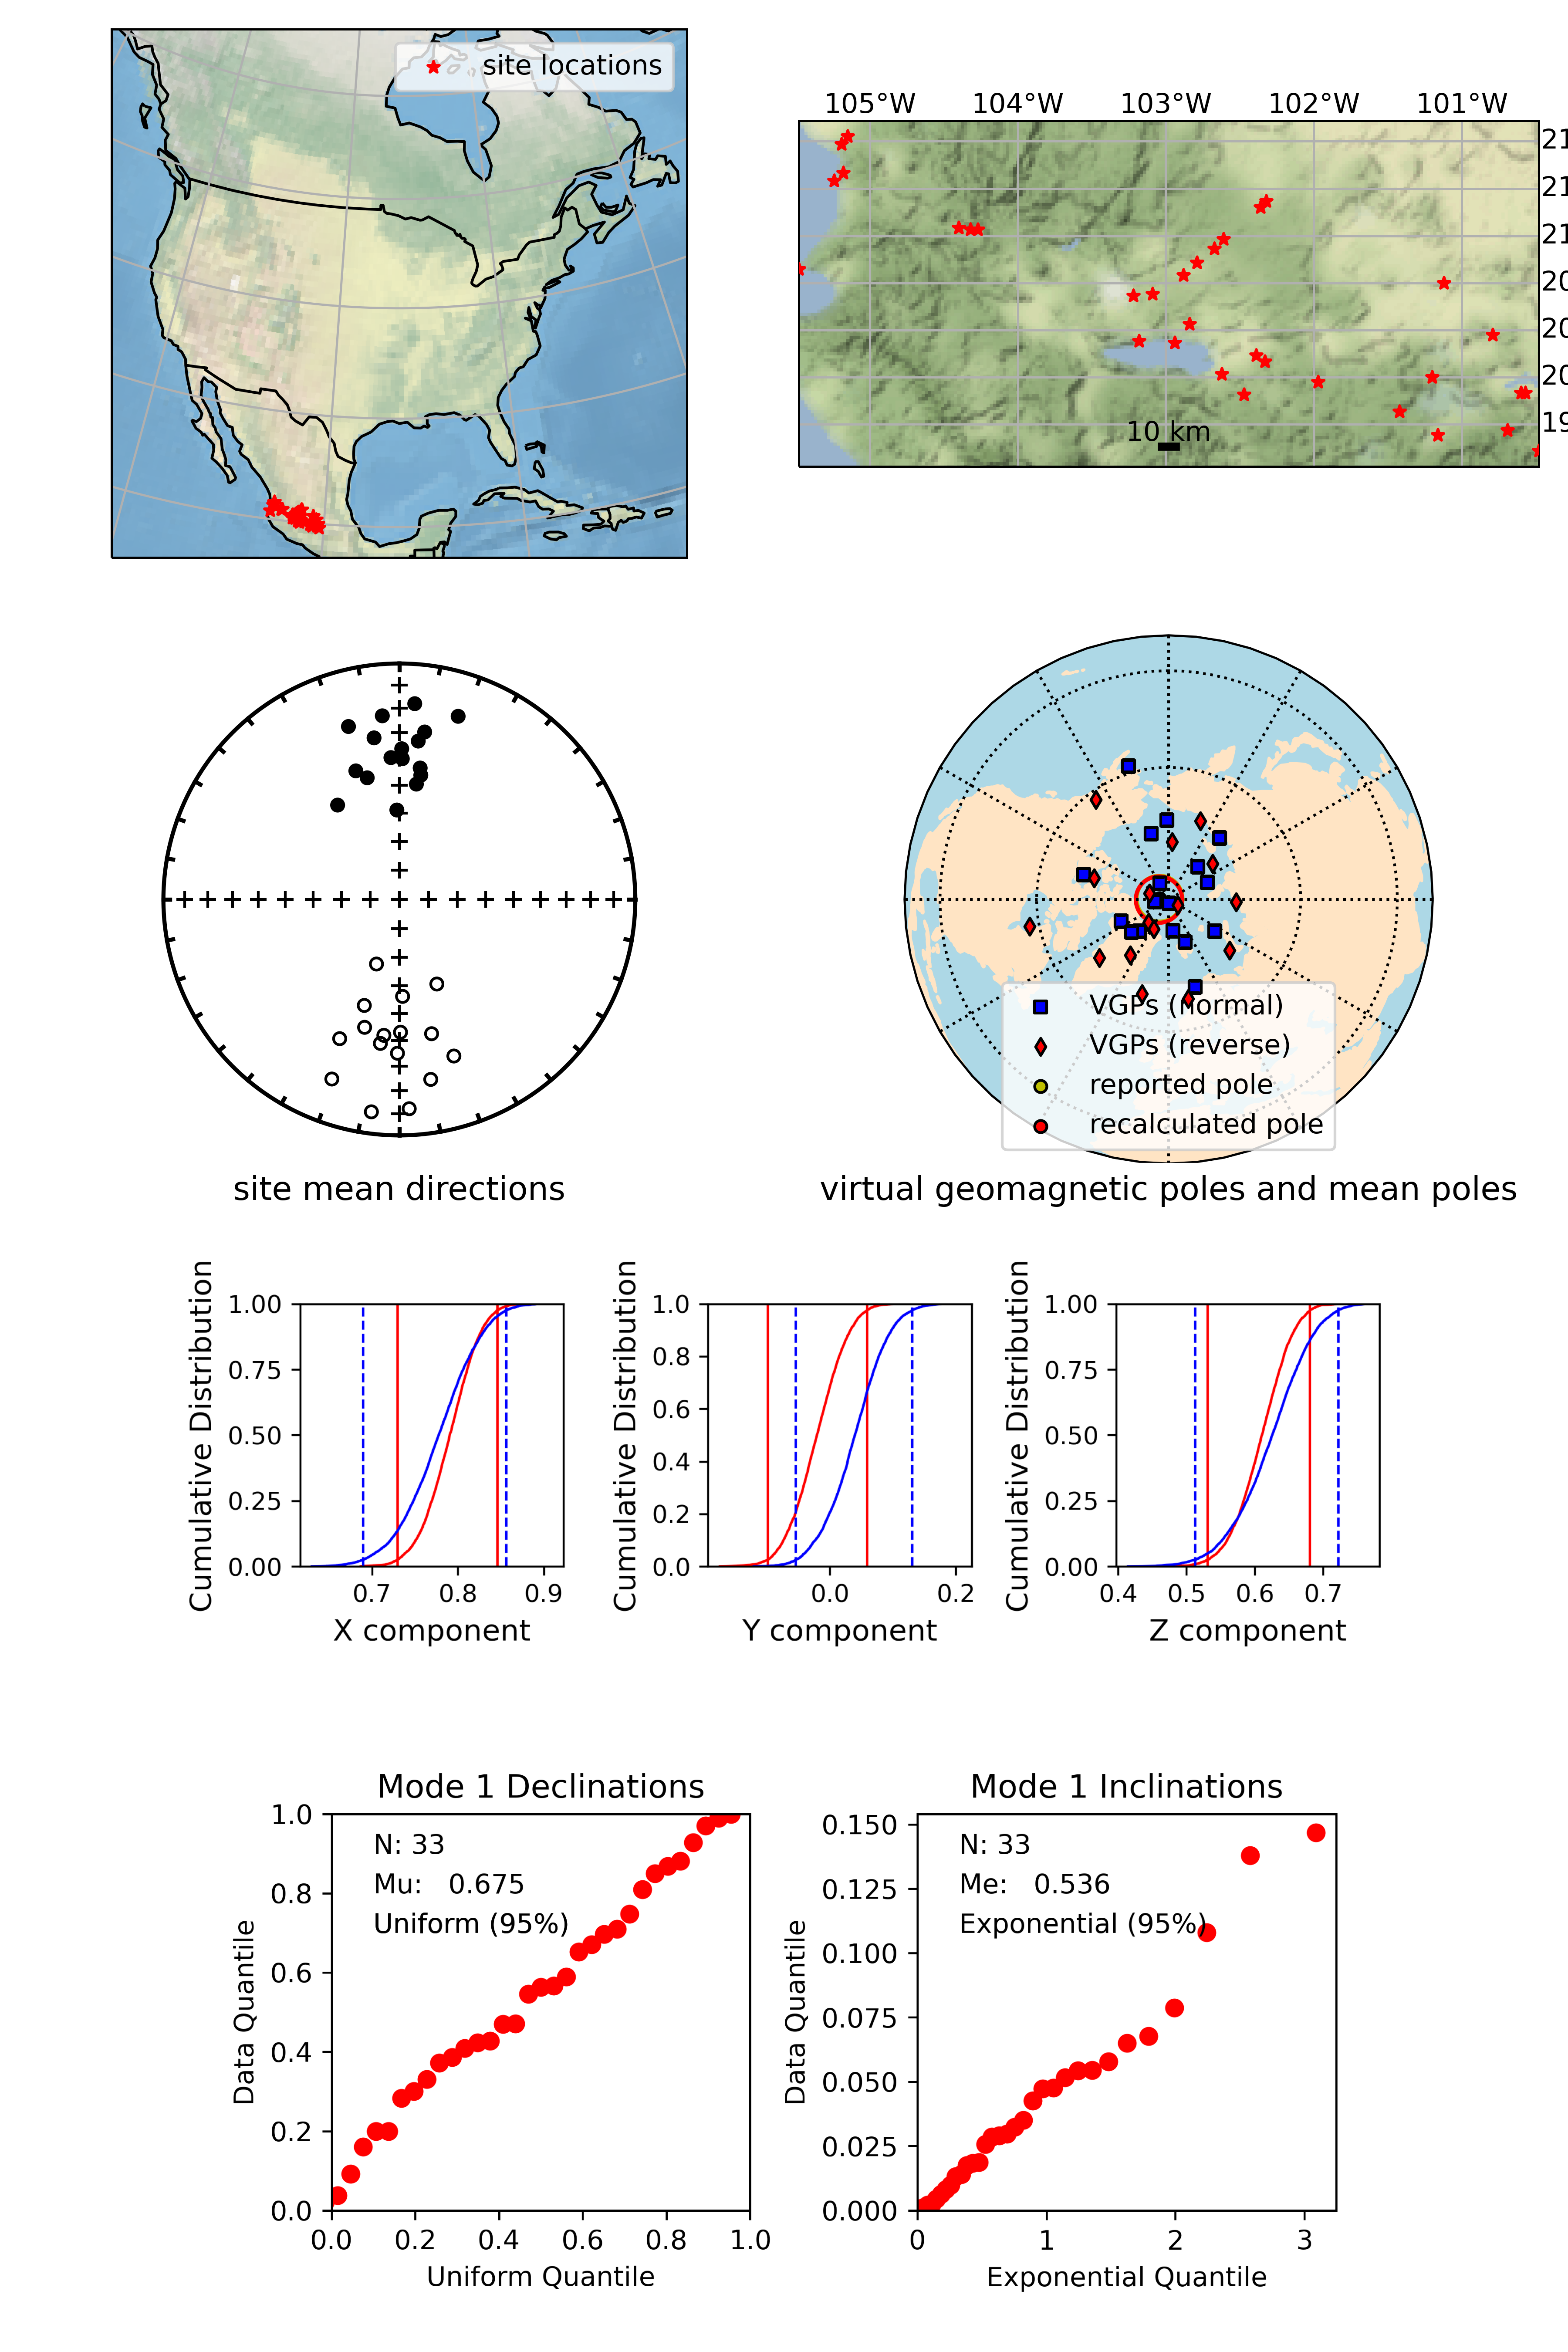 site locations
105°W 104°W 103°W 102°W 101°W
21
21
21
20
20
20
19
10 km
VGPs (normal)
VGPs (reverse)
reported pole
recalculated pole
site mean directions
virtual geomagnetic poles and mean poles
Cumulative Distribution
1.00
0.75
0.50
0.25
0.00
0.7 0.8 0.9
X component
Cumulative Distribution
1.0
0.8
0.6
0.4
0.2
0.0
0.0 0.2
Y component
Cumulative Distribution
1.00
0.75
0.50
0.25
0.00
0.4 0.5 0.6 0.7
Z component
Mode 1 Declinations
N: 33
Mu: 0.675
Uniform (95%)
Data Quantile
1.0
0.8
0.6
0.4
0.2
0.0
0.0 0.2 0.4 0.6 0.8 1.0
Uniform Quantile
Mode 1 Inclinations
N: 33
Me: 0.536
Exponential (95%)
Data Quantile
0.150
0.125
0.100
0.075
0.050
0.025
0.000
0 1 2 3
Exponential Quantile